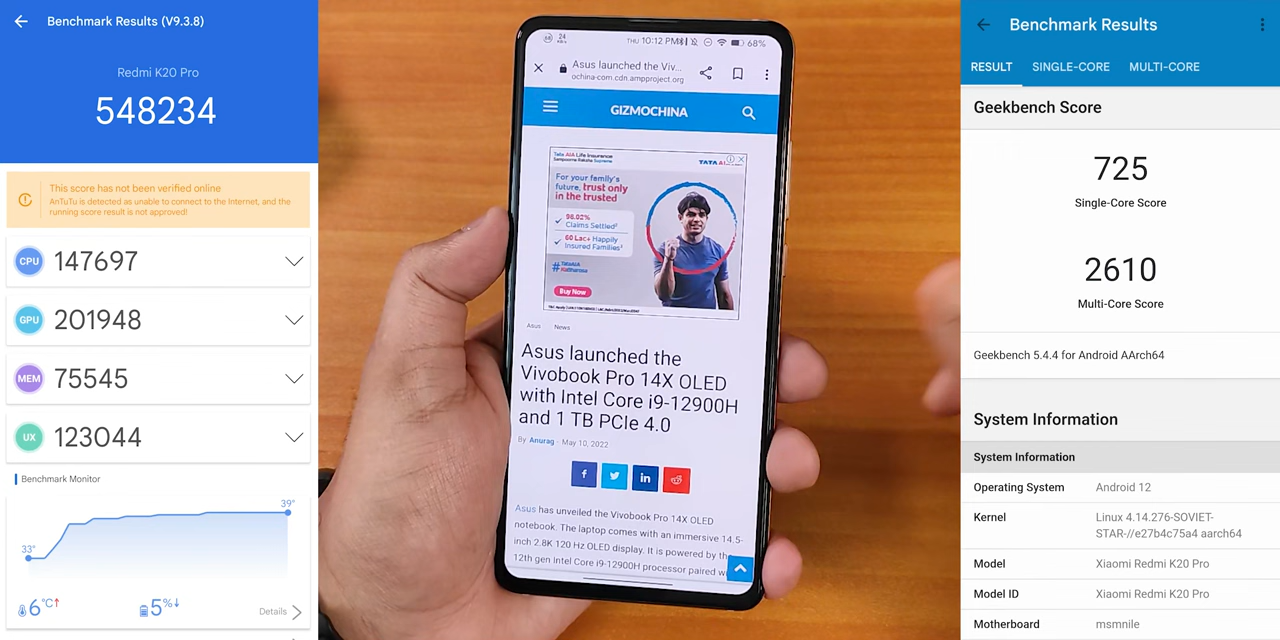 Benchmark Results (V9.3.8)
Redmi K20 Pro
548234
This score has not been verified online
AnTuTu is detected as unable to connect to the Internet, and the
running score result is not approved!
CPU 147697
GPU 201948
MEM 75545
UX 123044
Benchmark Monitor
33°
39°
6°C↑
5%↓
Details
THU 10:12 PM
68%
Asus launched the Viv...
ochina-com.cdn.ampproject.org
GIZMOCHINA
Tata AIA Life Insurance
Sampoorna Raksha Supreme
TATA
For your family's
future, trust only
in the trusted
98.02%
Claims Settled
60 Lac+ Happily
Insured Families
Buy Now
Asus News
Asus launched the
Vivobook Pro 14X OLED
with Intel Core i9-12900H
and 1 TB PCIe 4.0
By Anurag - May 10, 2022
Asus has unveiled the Vivobook Pro 14X OLED
notebook. The laptop comes with an immersive 14.5-
inch 2.8K 120 Hz OLED display. It is powered by the
12th gen Intel Core i9-12900H processor paired
Benchmark Results
RESULT SINGLE-CORE MULTI-CORE
Geekbench Score
725
Single-Core Score
2610
Multi-Core Score
Geekbench 5.4.4 for Android AArch64
System Information
System Information
Operating System Android 12
Kernel Linux 4.14.276-SOVIET-
STAR-//e27b4c75a4 aarch64
Model Xiaomi Redmi K20 Pro
Model ID Xiaomi Redmi K20 Pro
Motherboard msmnile